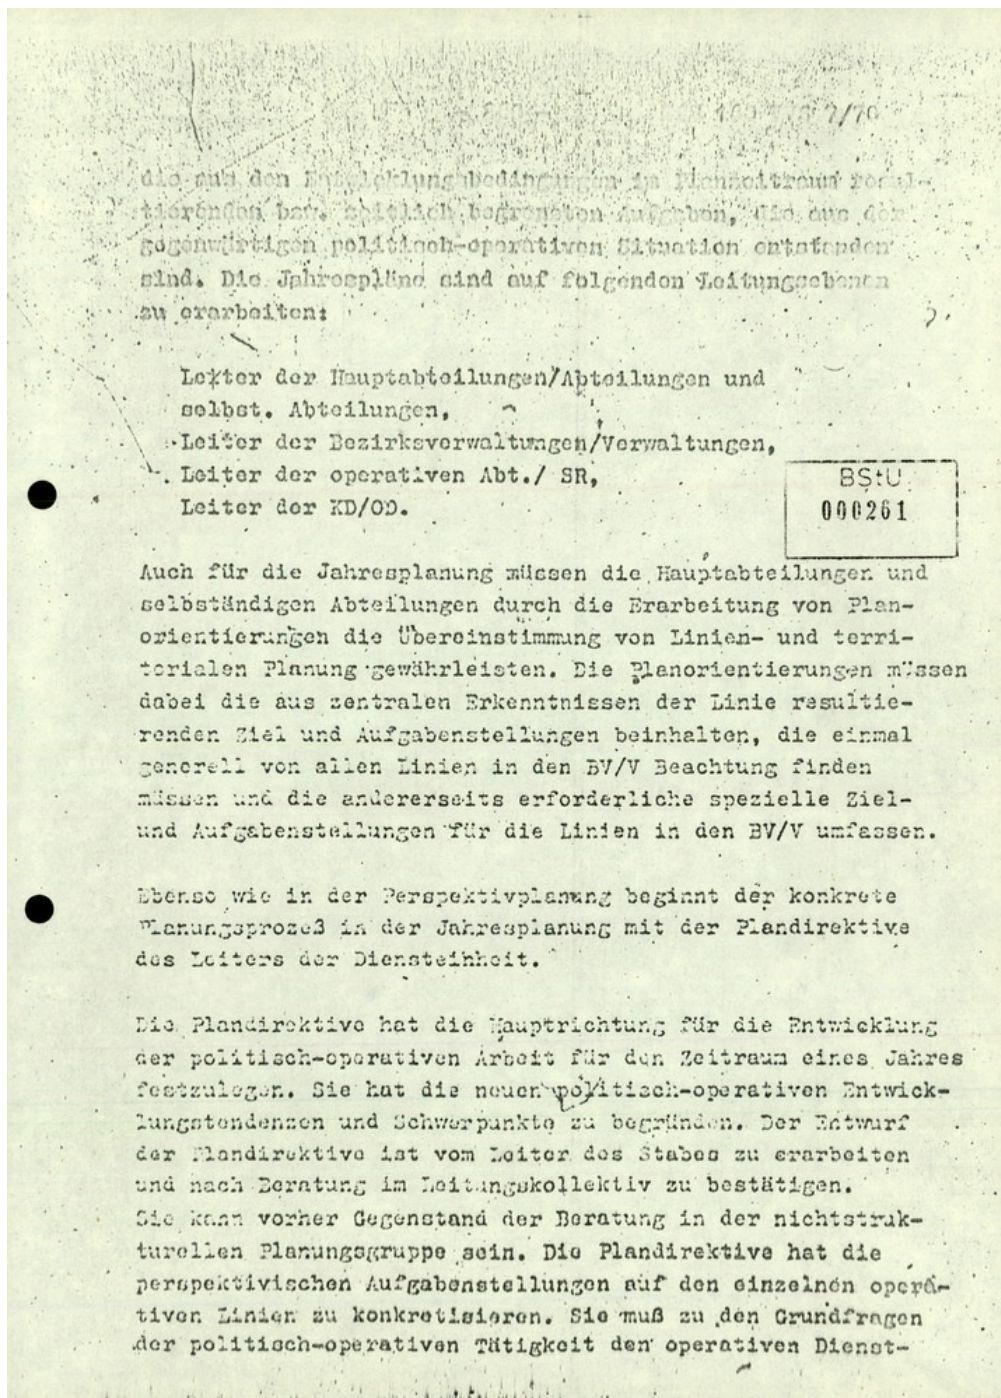 7/70
die aus den Entwicklungsbedingungen im Planzeitraum resul-
tierenden bzw. zeitlich begrenzten Aufgaben, die aus der
gegenwärtigen politisch-operativen Situation entstanden
sind. Die Jahrespläne sind auf folgenden Leitungsebenen
zu erarbeiten:
Leiter der Hauptabteilungen/Abteilungen und
selbst. Abteilungen,
Leiter der Bezirksverwaltungen/Verwaltungen,
Leiter der operativen Abt./ SR,
Leiter der KD/OD.
BStU
000261
Auch für die Jahresplanung müssen die Hauptabteilungen und
selbständigen Abteilungen durch die Erarbeitung von Plan-
orientierungen die Übereinstimmung von Linien- und terri-
torialen Planung gewährleisten. Die Planorientierungen müssen
dabei die aus zentralen Erkenntnissen der Linie resultie-
renden Ziel und Aufgabenstellungen beinhalten, die einmal
generell von allen Linien in den BV/V Beachtung finden
müssen und die andererseits erforderliche spezielle Ziel-
und Aufgabenstellungen für die Linien in den BV/V umfassen.
Ebenso wie in der Perspektivplanung beginnt der konkrete
Planungsprozeß in der Jahresplanung mit der Plandirektive
des Leiters der Diensteihheit.
Die Plandirektive hat die Hauptrichtung für die Entwicklung
der politisch-operativen Arbeit für den Zeitraum eines Jahres
festzulegen. Sie hat die neuen politisch-operativen Entwick-
lungstendenzen und Schwerpunkte zu begründen. Der Entwurf
der Plandirektive ist vom Leiter des Stabes zu erarbeiten
und nach Beratung im Leitungskollektiv zu bestätigen.
Sie kann vorher Gegenstand der Beratung in der nichtstruk-
turellen Planungsgruppe sein. Die Plandirektive hat die
perspektivischen Aufgabenstellungen auf den einzelnen opera-
tiven Linien zu konkretisieren. Sie muß zu den Grundfragen
der politisch-operativen Tätigkeit den operativen Dienst-